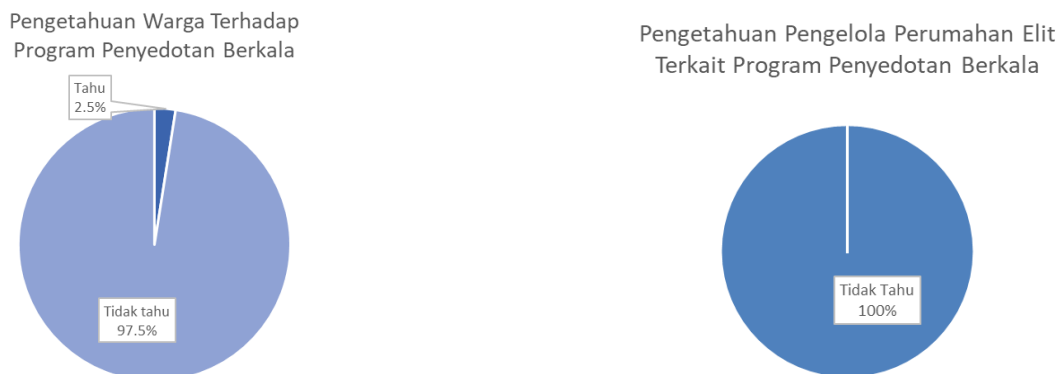 Pengetahuan Warga Terhadap
Program Penyedotan Berkala
Tahu
2.5%
Tidak tahu
97.5%
Pengetahuan Pengelola Perumahan Elit
Terkait Program Penyedotan Berkala
Tidak Tahu
100%